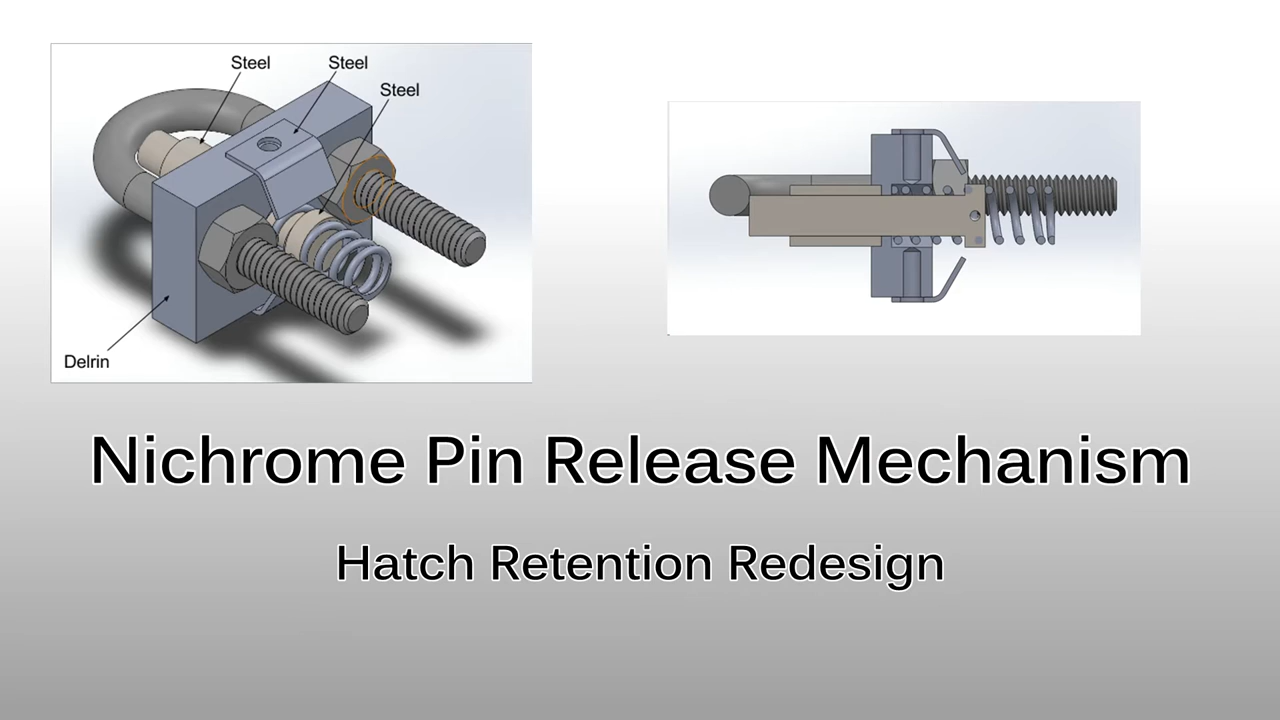 Steel
Steel
Steel
Delrin
Nichrome Pin Release Mechanism
Hatch Retention Redesign